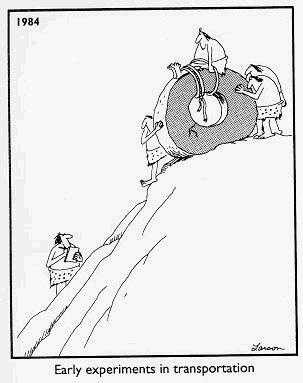 1984
Larson
Early experiments in transportation